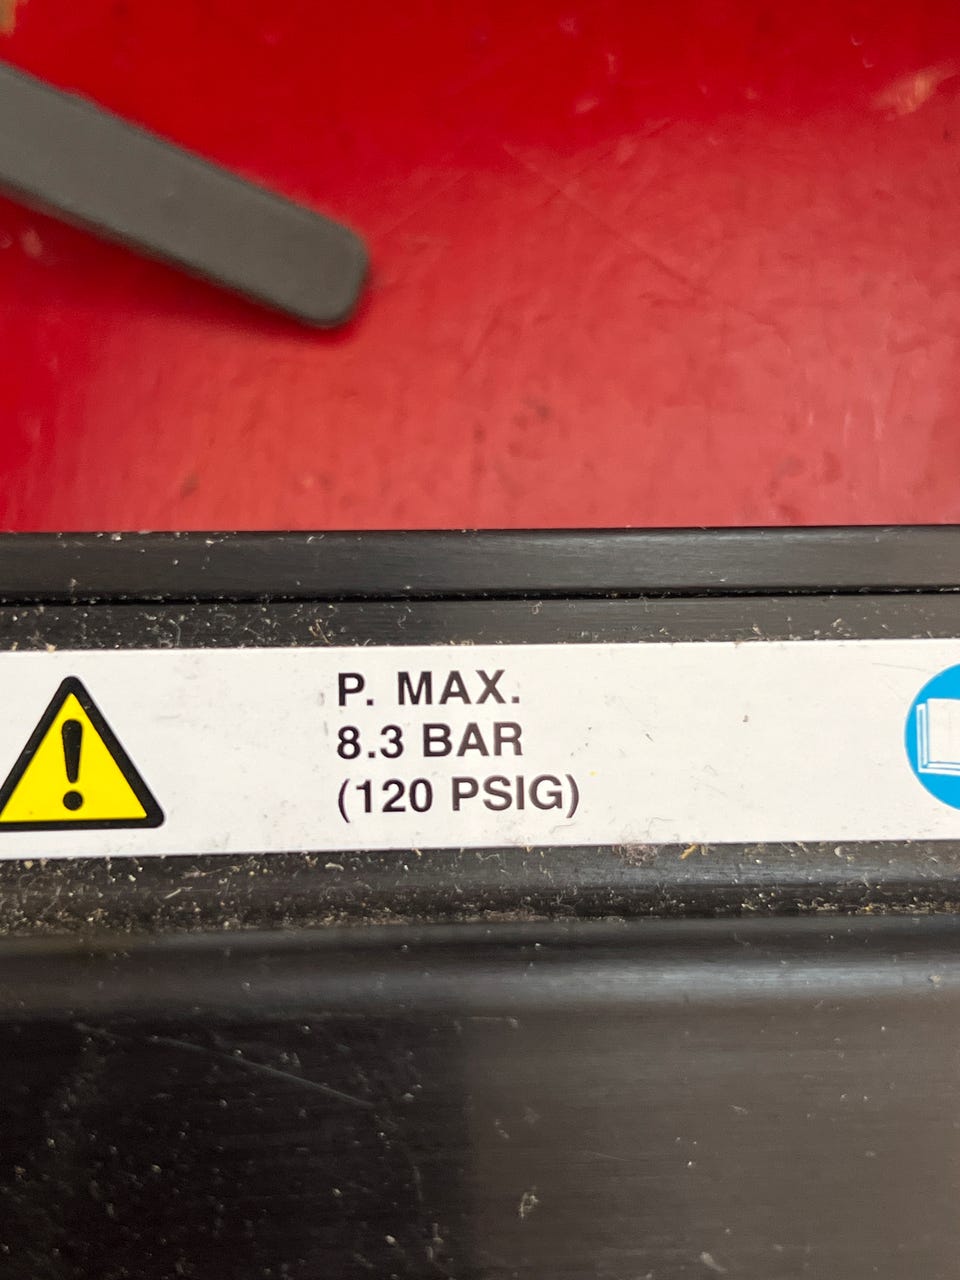 P. MAX.
8.3 BAR
(120 PSIG)